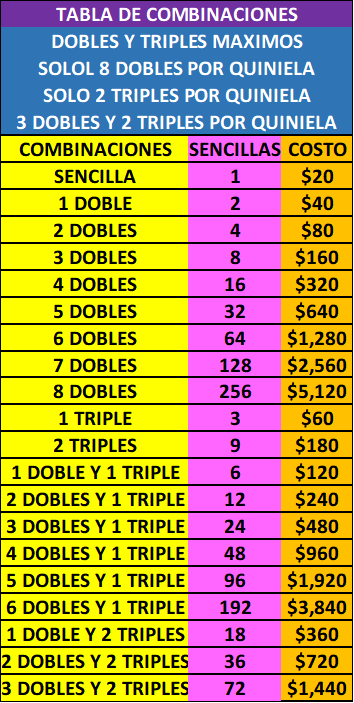 TABLA DE COMBINACIONES
DOBLES Y TRIPLES MAXIMOS
SOLOL 8 DOBLES POR QUINIELA
SOLO 2 TRIPLES POR QUINIELA
3 DOBLES Y 2 TRIPLES POR QUINIELA
COMBINACIONES SENCILLAS COSTO
SENCILLA 1 $20
1 DOBLE 2 $40
2 DOBLES 4 $80
3 DOBLES 8 $160
4 DOBLES 16 $320
5 DOBLES 32 $640
6 DOBLES 64 $1,280
7 DOBLES 128 $2,560
8 DOBLES 256 $5,120
1 TRIPLE 3 $60
2 TRIPLES 9 $180
1 DOBLE Y 1 TRIPLE 6 $120
2 DOBLES Y 1 TRIPLE 12 $240
3 DOBLES Y 1 TRIPLE 24 $480
4 DOBLES Y 1 TRIPLE 48 $960
5 DOBLES Y 1 TRIPLE 96 $1,920
6 DOBLES Y 1 TRIPLE 192 $3,840
1 DOBLE Y 2 TRIPLES 18 $360
2 DOBLES Y 2 TRIPLES 36 $720
3 DOBLES Y 2 TRIPLES 72 $1,440